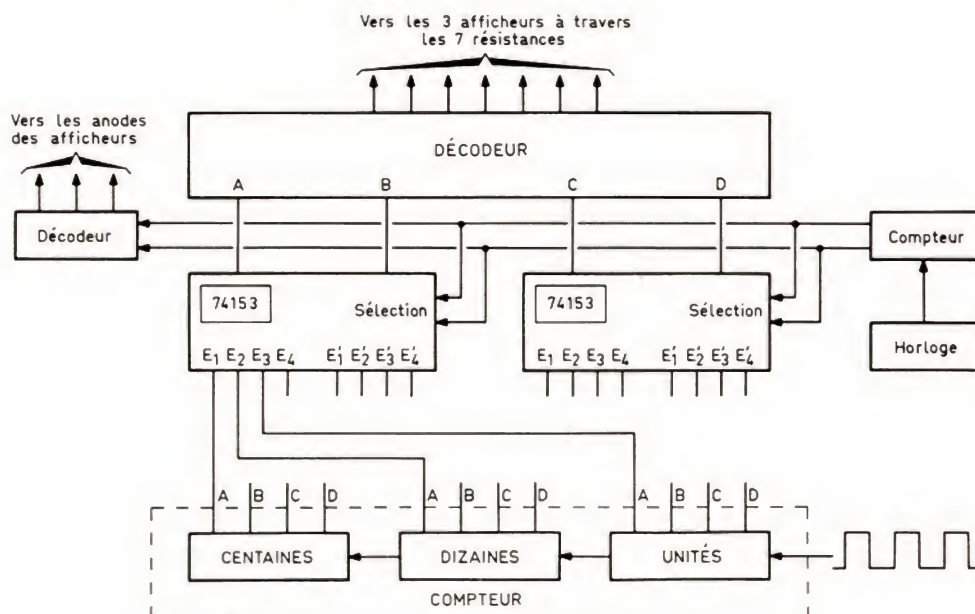 Vers les 3 afficheurs à travers
les 7 résistances
Vers les anodes
des afficheurs
DÉCODEUR
A B C D
Décodeur
Compteur
74153
Sélection
74153
Sélection
Horloge
E1 E2 E3 E4 E'1 E'2 E'3 E'4
E1 E2 E3 E4 E'1 E'2 E'3 E'4
A B C D
A B C D
A B C D
CENTAINES
DIZAINES
UNITÉS
COMPTEUR